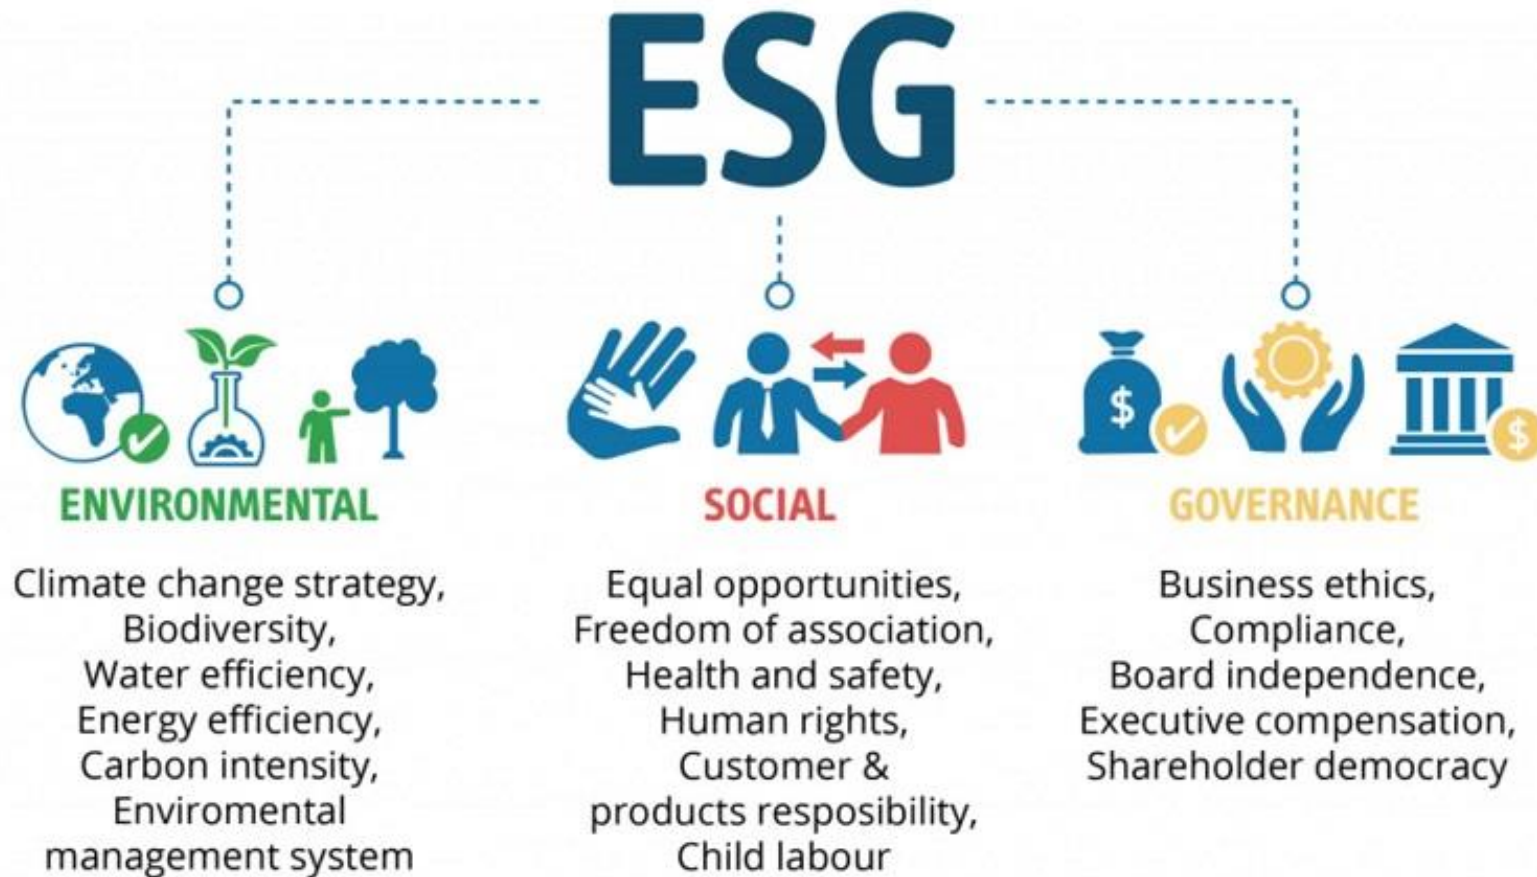 ESG
ENVIRONMENTAL
Climate change strategy,
Biodiversity,
Water efficiency,
Energy efficiency,
Carbon intensity,
Enviromental
management system
SOCIAL
Equal opportunities,
Freedom of association,
Health and safety,
Human rights,
Customer &
products resposibility,
Child labour
$
$
GOVERNANCE
Business ethics,
Compliance,
Board independence,
Executive compensation,
Shareholder democracy